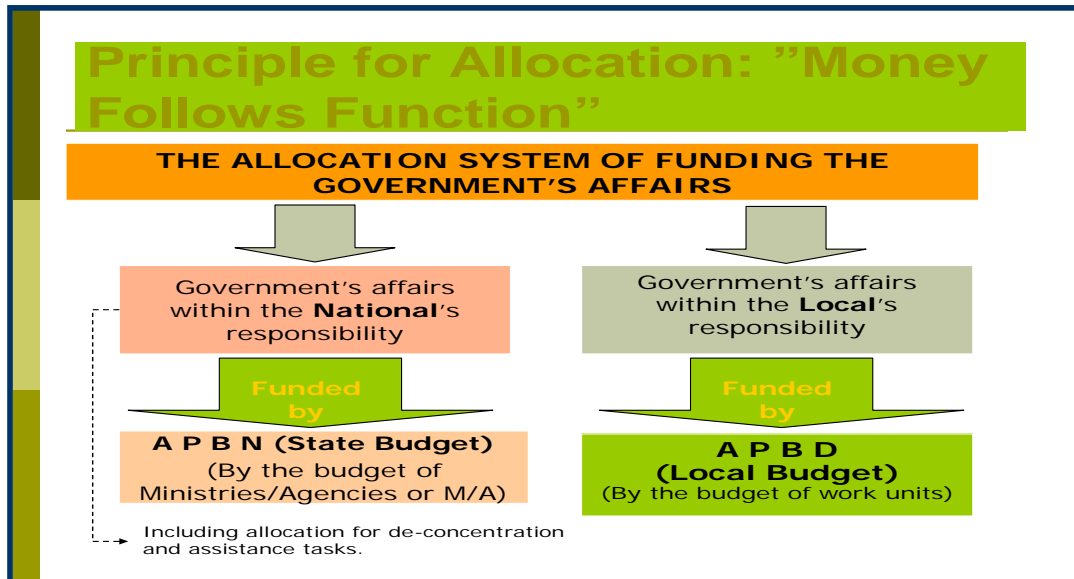 Principle for Allocation: ”Money
Follows Function”
THE ALLOCATION SYSTEM OF FUNDING THE
GOVERNMENT’S AFFAIRS
Government’s affairs
within the National’s
responsibility
Government’s affairs
within the Local’s
responsibility
Funded
by
Funded
by
A P B N (State Budget)
(By the budget of
Ministries/Agencies or M/A)
A P B D
(Local Budget)
(By the budget of work units)
Including allocation for de-concentration
and assistance tasks.